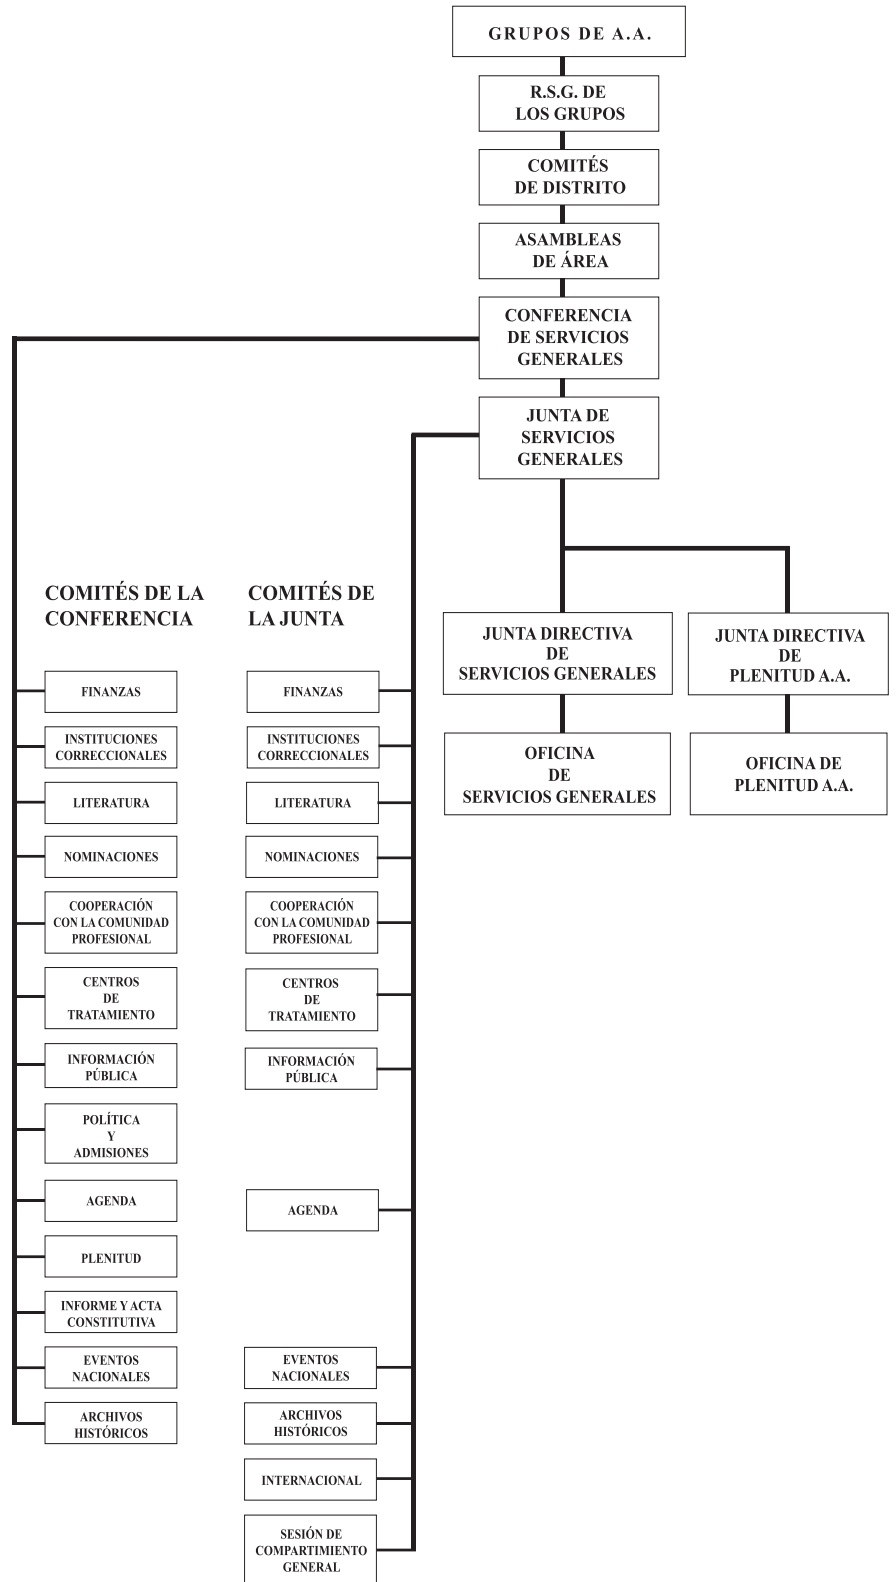 GRUPOS DE A.A.
R.S.G. DE
LOS GRUPOS
COMITÉS
DE DISTRITO
ASAMBLEAS
DE ÁREA
CONFERENCIA
DE SERVICIOS
GENERALES
JUNTA DE
SERVICIOS
GENERALES
JUNTA DIRECTIVA
DE
SERVICIOS GENERALES
JUNTA DIRECTIVA
DE
PLENITUD A.A.
OFICINA
DE
SERVICIOS GENERALES
OFICINA DE
PLENITUD A.A.
COMITÉS DE LA
CONFERENCIA
FINANZAS
INSTITUCIONES
CORRECCIONALES
LITERATURA
NOMINACIONES
COOPERACIÓN
CON LA COMUNIDAD
PROFESIONAL
CENTROS
DE
TRATAMIENTO
INFORMACIÓN
PÚBLICA
POLÍTICA
Y
ADMISIONES
AGENDA
PLENITUD
INFORME Y ACTA
CONSTITUTIVA
EVENTOS
NACIONALES
ARCHIVOS
HISTÓRICOS
COMITÉS DE
LA JUNTA
FINANZAS
INSTITUCIONES
CORRECCIONALES
LITERATURA
NOMINACIONES
COOPERACIÓN
CON LA COMUNIDAD
PROFESIONAL
CENTROS
DE
TRATAMIENTO
INFORMACIÓN
PÚBLICA
AGENDA
EVENTOS
NACIONALES
ARCHIVOS
HISTÓRICOS
INTERNACIONAL
SESIÓN DE
COMPARTIMIENTO
GENERAL